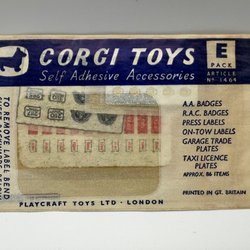 CORGI TOYS
Self Adhesive Accessories
E
PACK
ARTICLE
No 1464
A.A. BADGES
R.A.C. BADGES
PRESS LABELS
ON-TOW LABELS
GARAGE TRADE
PLATES
TAXI LICENCE
PLATES
APPROX. 86 ITEMS
PRINTED IN GT. BRITAIN
PLAYCRAFT TOYS LTD · LONDON
TO REMOVE LABEL BEND